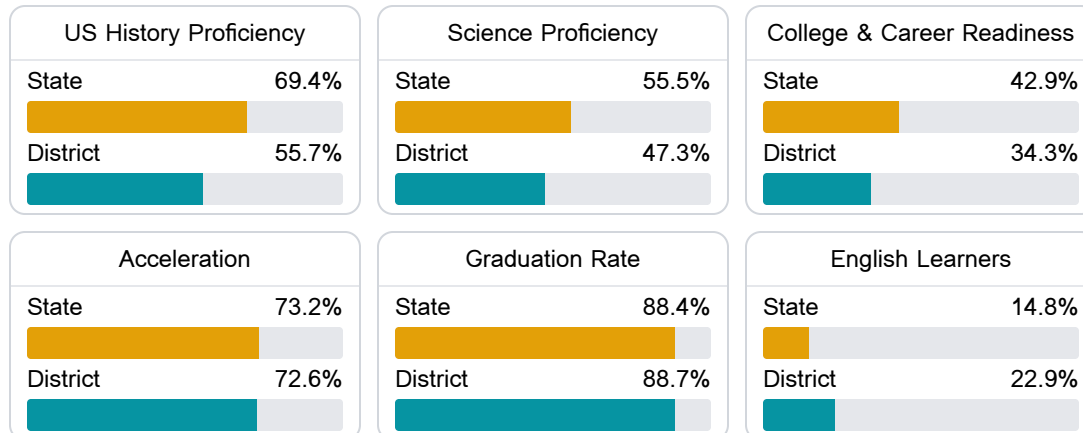 US History Proficiency
State 69.4%
District 55.7%
Science Proficiency
State 55.5%
District 47.3%
College & Career Readiness
State 42.9%
District 34.3%
Acceleration
State 73.2%
District 72.6%
Graduation Rate
State 88.4%
District 88.7%
English Learners
State 14.8%
District 22.9%